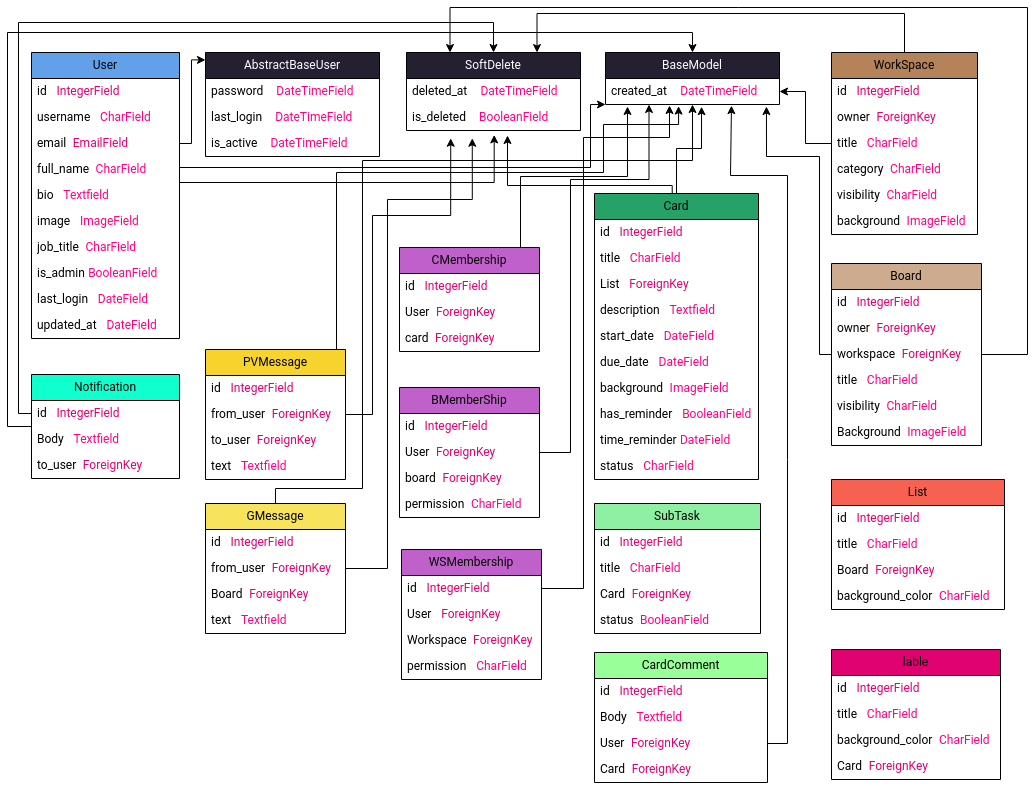 User
id IntegerField
username CharField
email EmailField
full_name CharField
bio Textfield
image ImageField
job_title CharField
is_admin BooleanField
last_login DateField
updated_at DateField
AbstractBaseUser
password DateTimeField
last_login DateTimeField
is_active DateTimeField
SoftDelete
deleted_at DateTimeField
is_deleted BooleanField
BaseModel
created_at DateTimeField
WorkSpace
id IntegerField
owner ForeignKey
title CharField
category CharField
visibility CharField
background ImageField
Card
id IntegerField
title CharField
List ForeignKey
description Textfield
start_date DateField
due_date DateField
background ImageField
has_reminder BooleanField
time_reminder DateField
status CharField
CMembership
id IntegerField
User ForeignKey
card ForeignKey
Board
id IntegerField
owner ForeignKey
workspace ForeignKey
title CharField
visibility CharField
Background ImageField
PVMessage
id IntegerField
from_user ForeignKey
to_user ForeignKey
text Textfield
Notification
id IntegerField
Body Textfield
to_user ForeignKey
BMemberShip
id IntegerField
User ForeignKey
board ForeignKey
permission CharField
List
id IntegerField
title CharField
Board ForeignKey
background_color CharField
GMessage
id IntegerField
from_user ForeignKey
Board ForeignKey
text Textfield
SubTask
id IntegerField
title CharField
Card ForeignKey
status BooleanField
WSMembership
id IntegerField
User ForeignKey
Workspace ForeignKey
permission CharField
CardComment
id IntegerField
Body Textfield
User ForeignKey
Card ForeignKey
lable
id IntegerField
title CharField
background_color CharField
Card ForeignKey